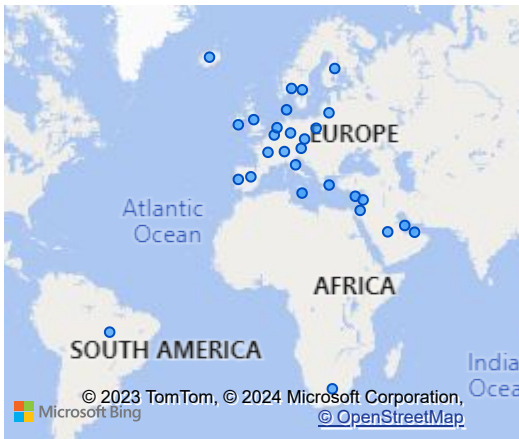 EUROPE
Atlantic
Ocean
AFRICA
SOUTH AMERICA
India
Ocea
© 2023 TomTom, © 2024 Microsoft Corporation,
Microsoft Bing
© OpenStreetMap